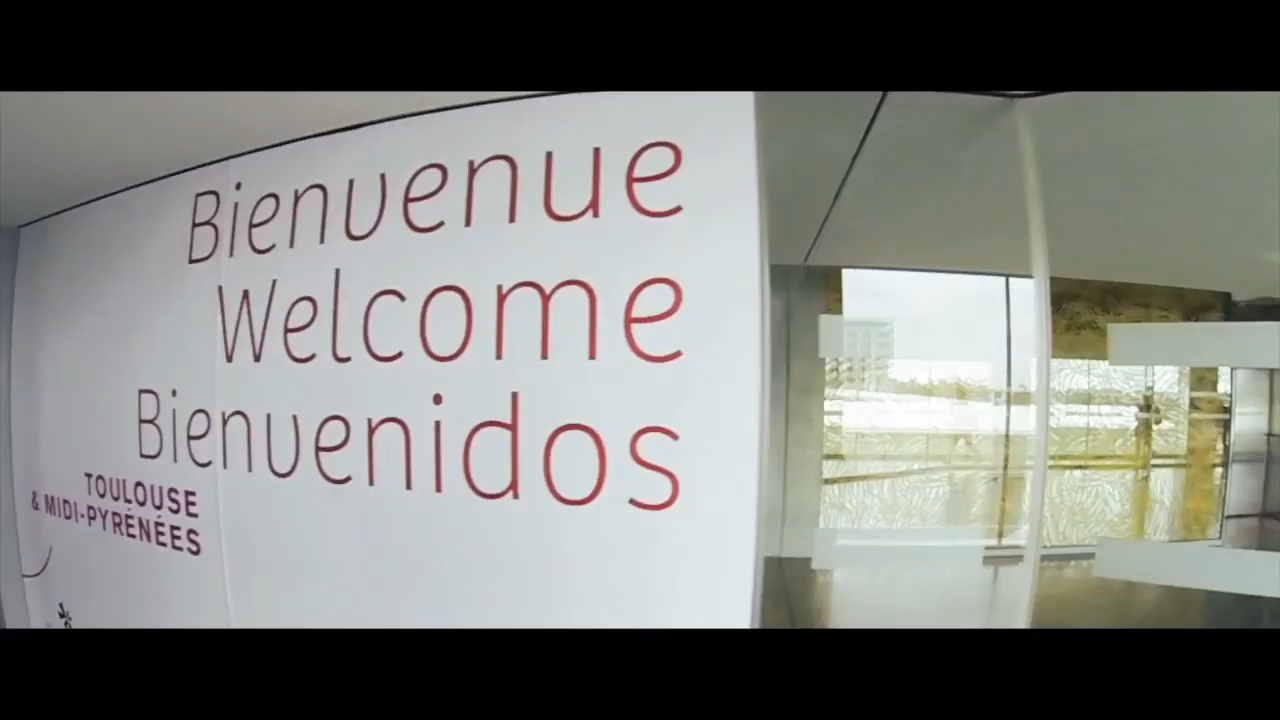 Bienvenue
Welcome
Bienvenidos
TOULOUSE
& MIDI-PYRÉNÉES